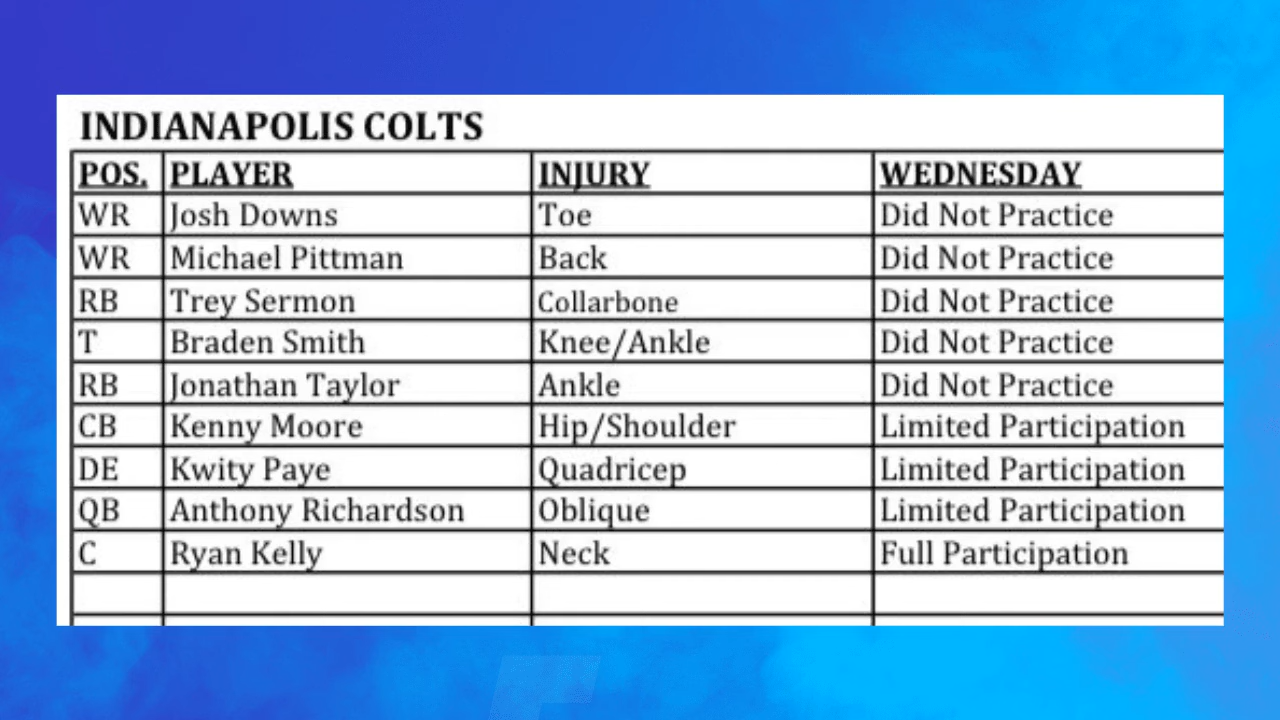 INDIANAPOLIS COLTS
POS. PLAYER INJURY WEDNESDAY
WR Josh Downs Toe Did Not Practice
WR Michael Pittman Back Did Not Practice
RB Trey Sermon Collarbone Did Not Practice
T Braden Smith Knee/Ankle Did Not Practice
RB Jonathan Taylor Ankle Did Not Practice
CB Kenny Moore Hip/Shoulder Limited Participation
DE Kwity Paye Quadricep Limited Participation
QB Anthony Richardson Oblique Limited Participation
C Ryan Kelly Neck Full Participation